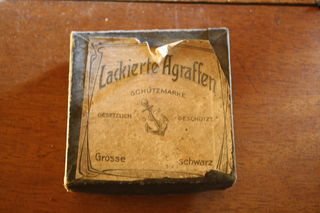 Lackierte Agraffen
SCHUTZMARKE
GESETZLICH GESCHÜTZT
Grösse schwarz